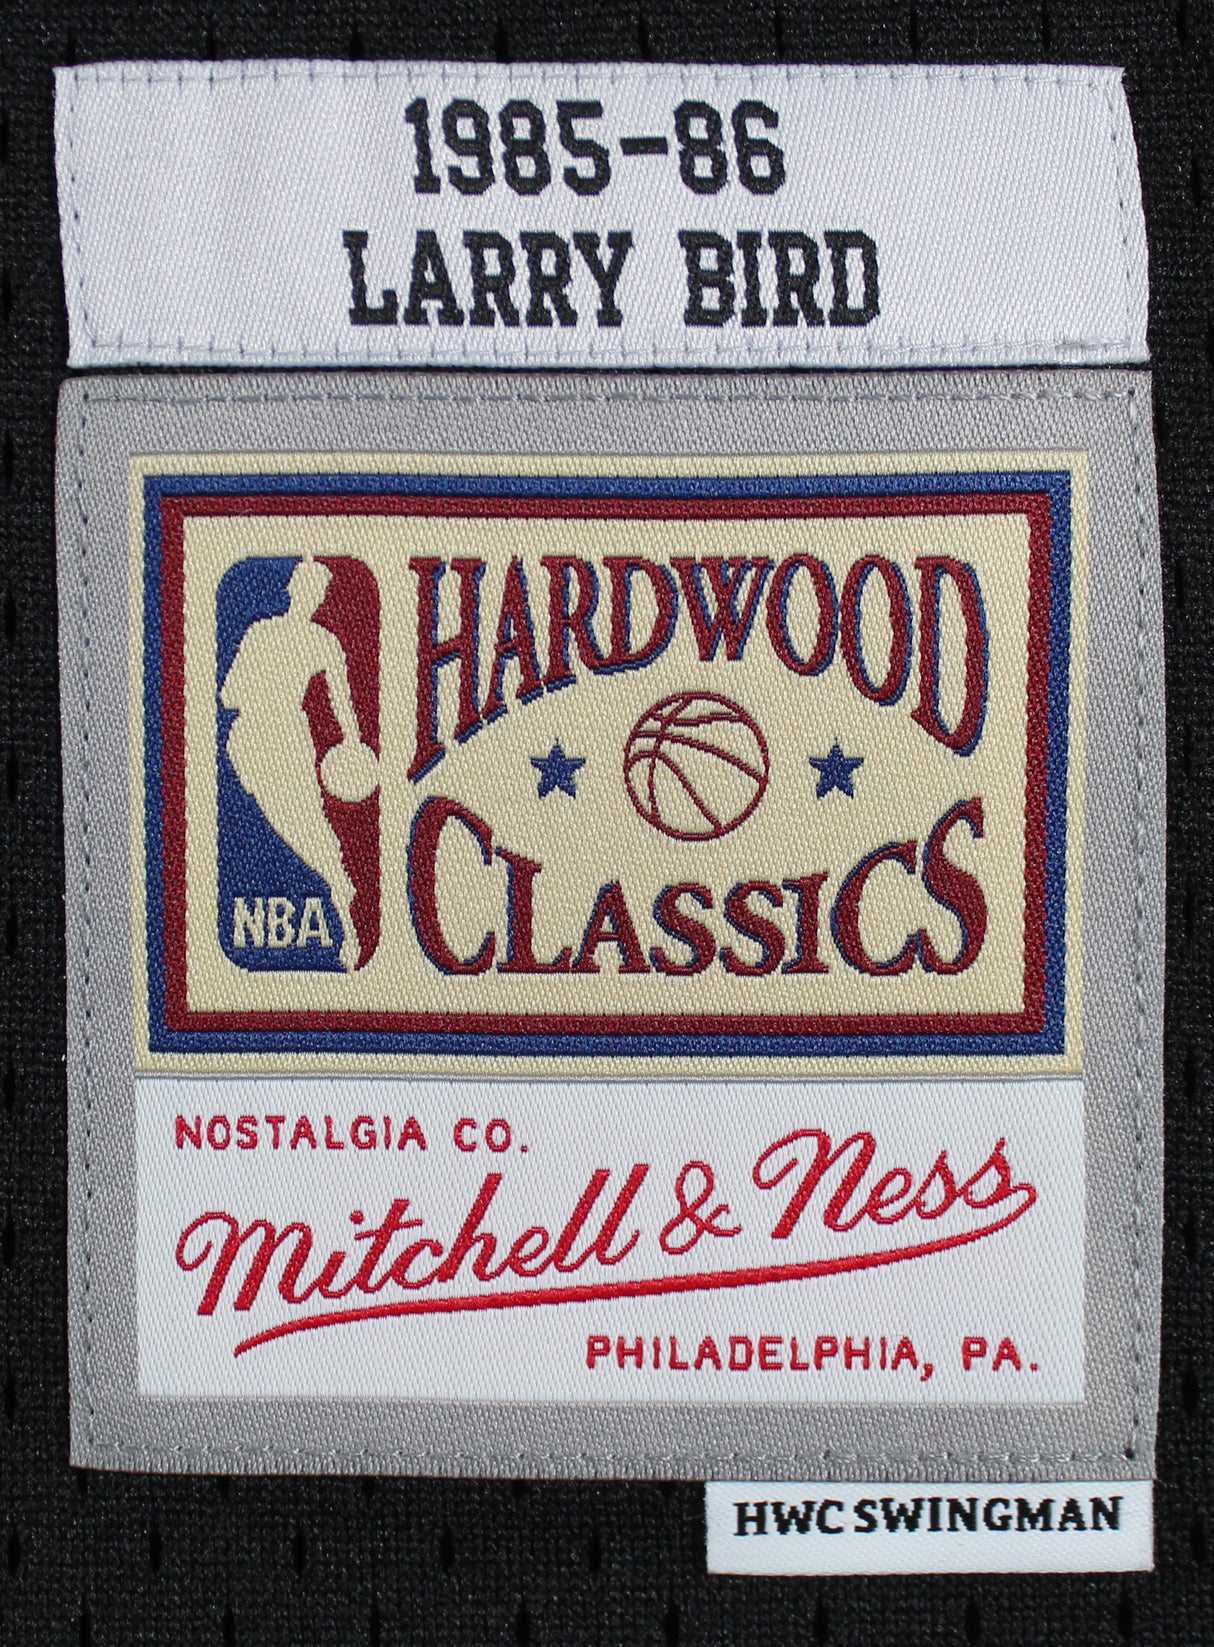 1985-86
LARRY BIRD
HARDWOOD
CLASSICS
NBA
NOSTALGIA CO.
Mitchell & Ness
PHILADELPHIA, PA.
HWC SWINGMAN